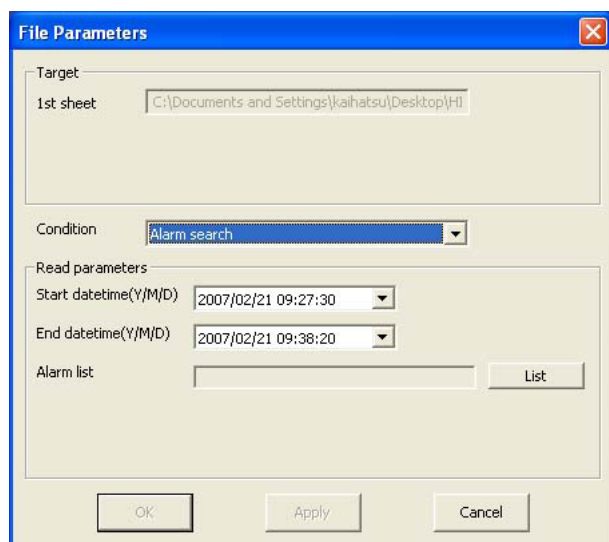 File Parameters
Target
1st sheet C:\Documents and Settings\kaihatsu\Desktop\HI
Condition Alarm search
Read parameters
Start datetime(Y/M/D) 2007/02/21 09:27:30
End datetime(Y/M/D) 2007/02/21 09:38:20
Alarm list List
OK Apply Cancel